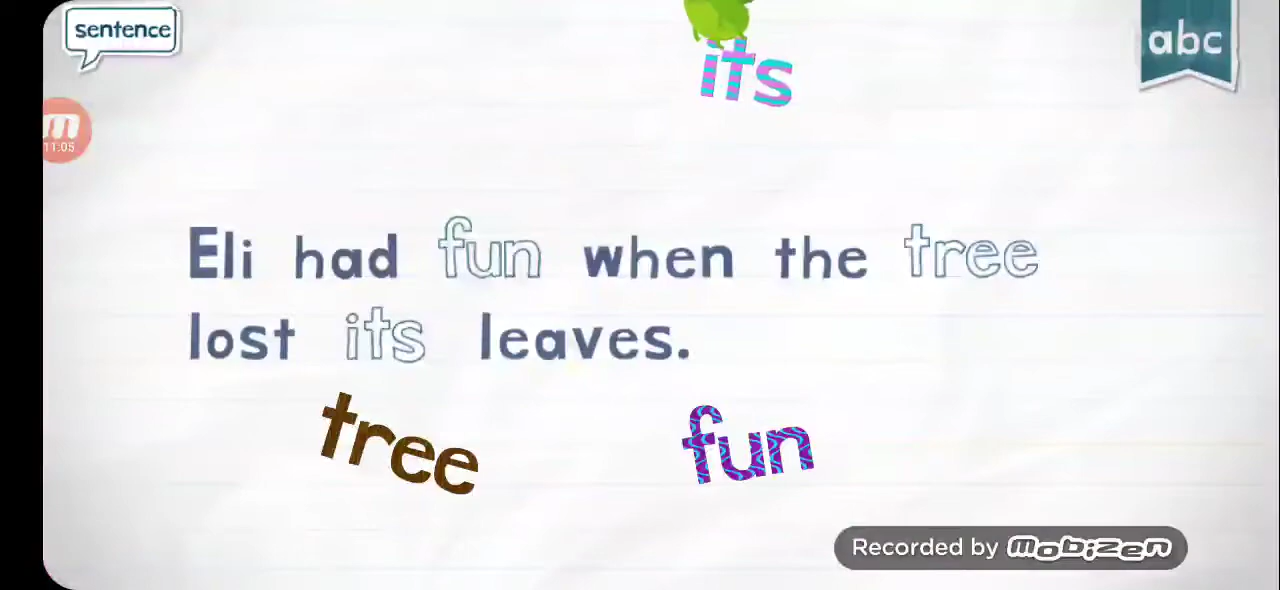 sentence
its
abc
11:05
Eli had fun when the tree
lost its leaves.
tree
fun
Recorded by mobizen